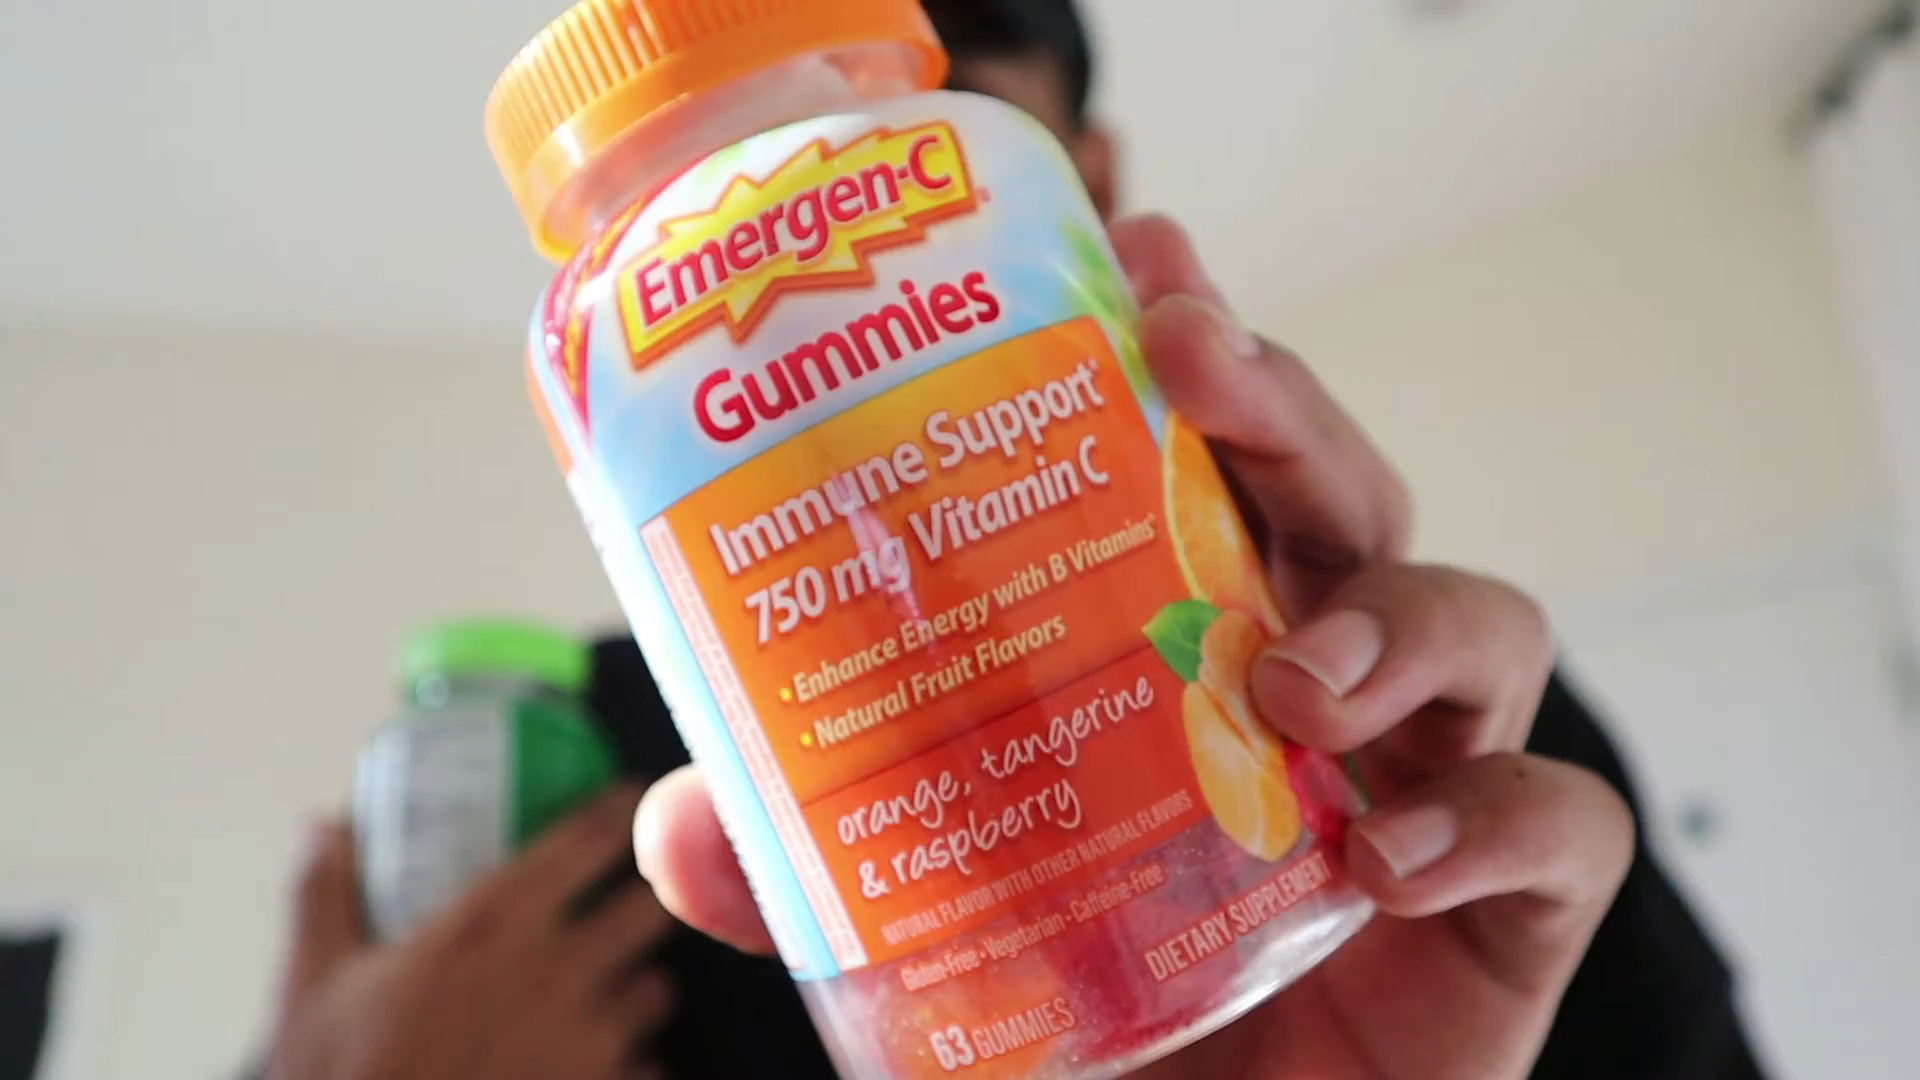 Emergen-C
Gummies
Immune Support*
750 mg Vitamin C
• Enhance Energy with B Vitamins*
• Natural Fruit Flavors
orange, tangerine
& raspberry
NATURAL FLAVOR WITH OTHER NATURAL FLAVORS
Gluten-Free • Vegetarian • Caffeine-Free
DIETARY SUPPLEMENT
63 GUMMIES